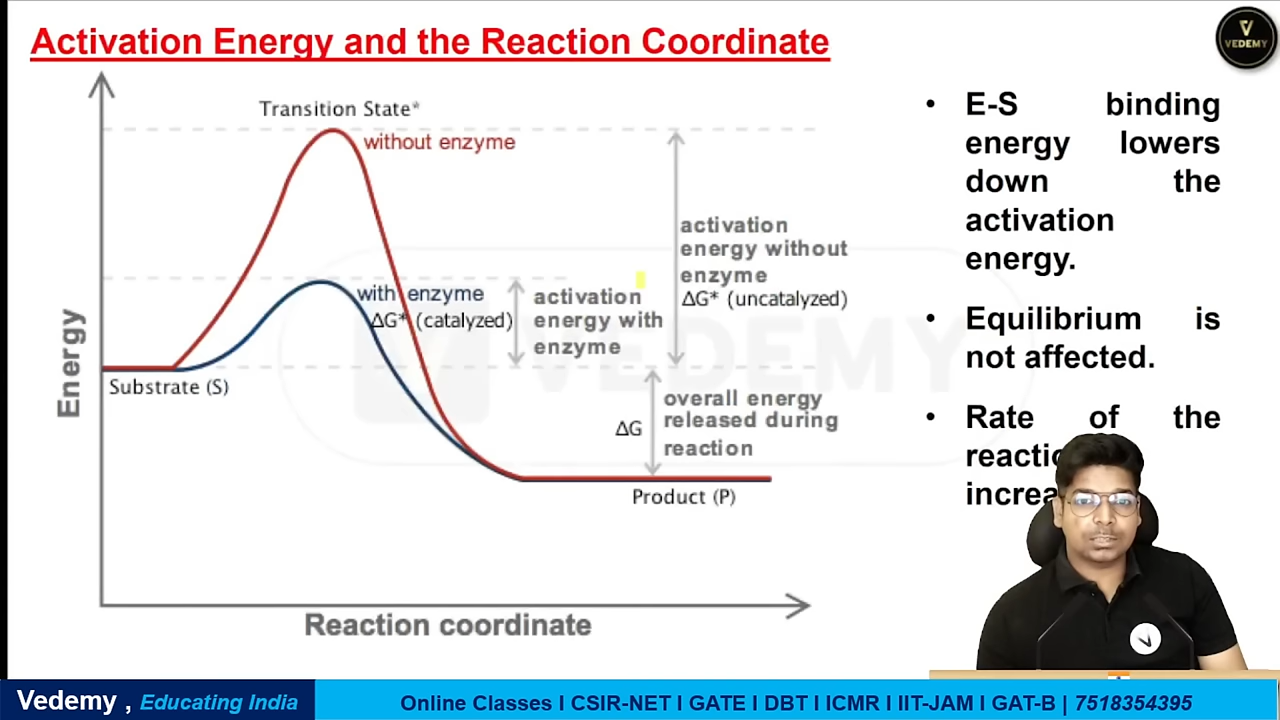 Activation Energy and the Reaction Coordinate
VEDEMY
Transition State*
without enzyme
activation
energy without
enzyme
ΔG* (uncatalyzed)
with enzyme
ΔG* (catalyzed)
activation
energy with
enzyme
Energy
Substrate (S)
overall energy
released during
reaction
ΔG
Product (P)
Reaction coordinate
• E-S binding
energy lowers
down the
activation
energy.
• Equilibrium is
not affected.
• Rate of the
VEDEMY
Vedemy , Educating India
Online Classes I CSIR-NET I GATE I DBT I ICMR I IIT-JAM I GAT-B | 7518354395